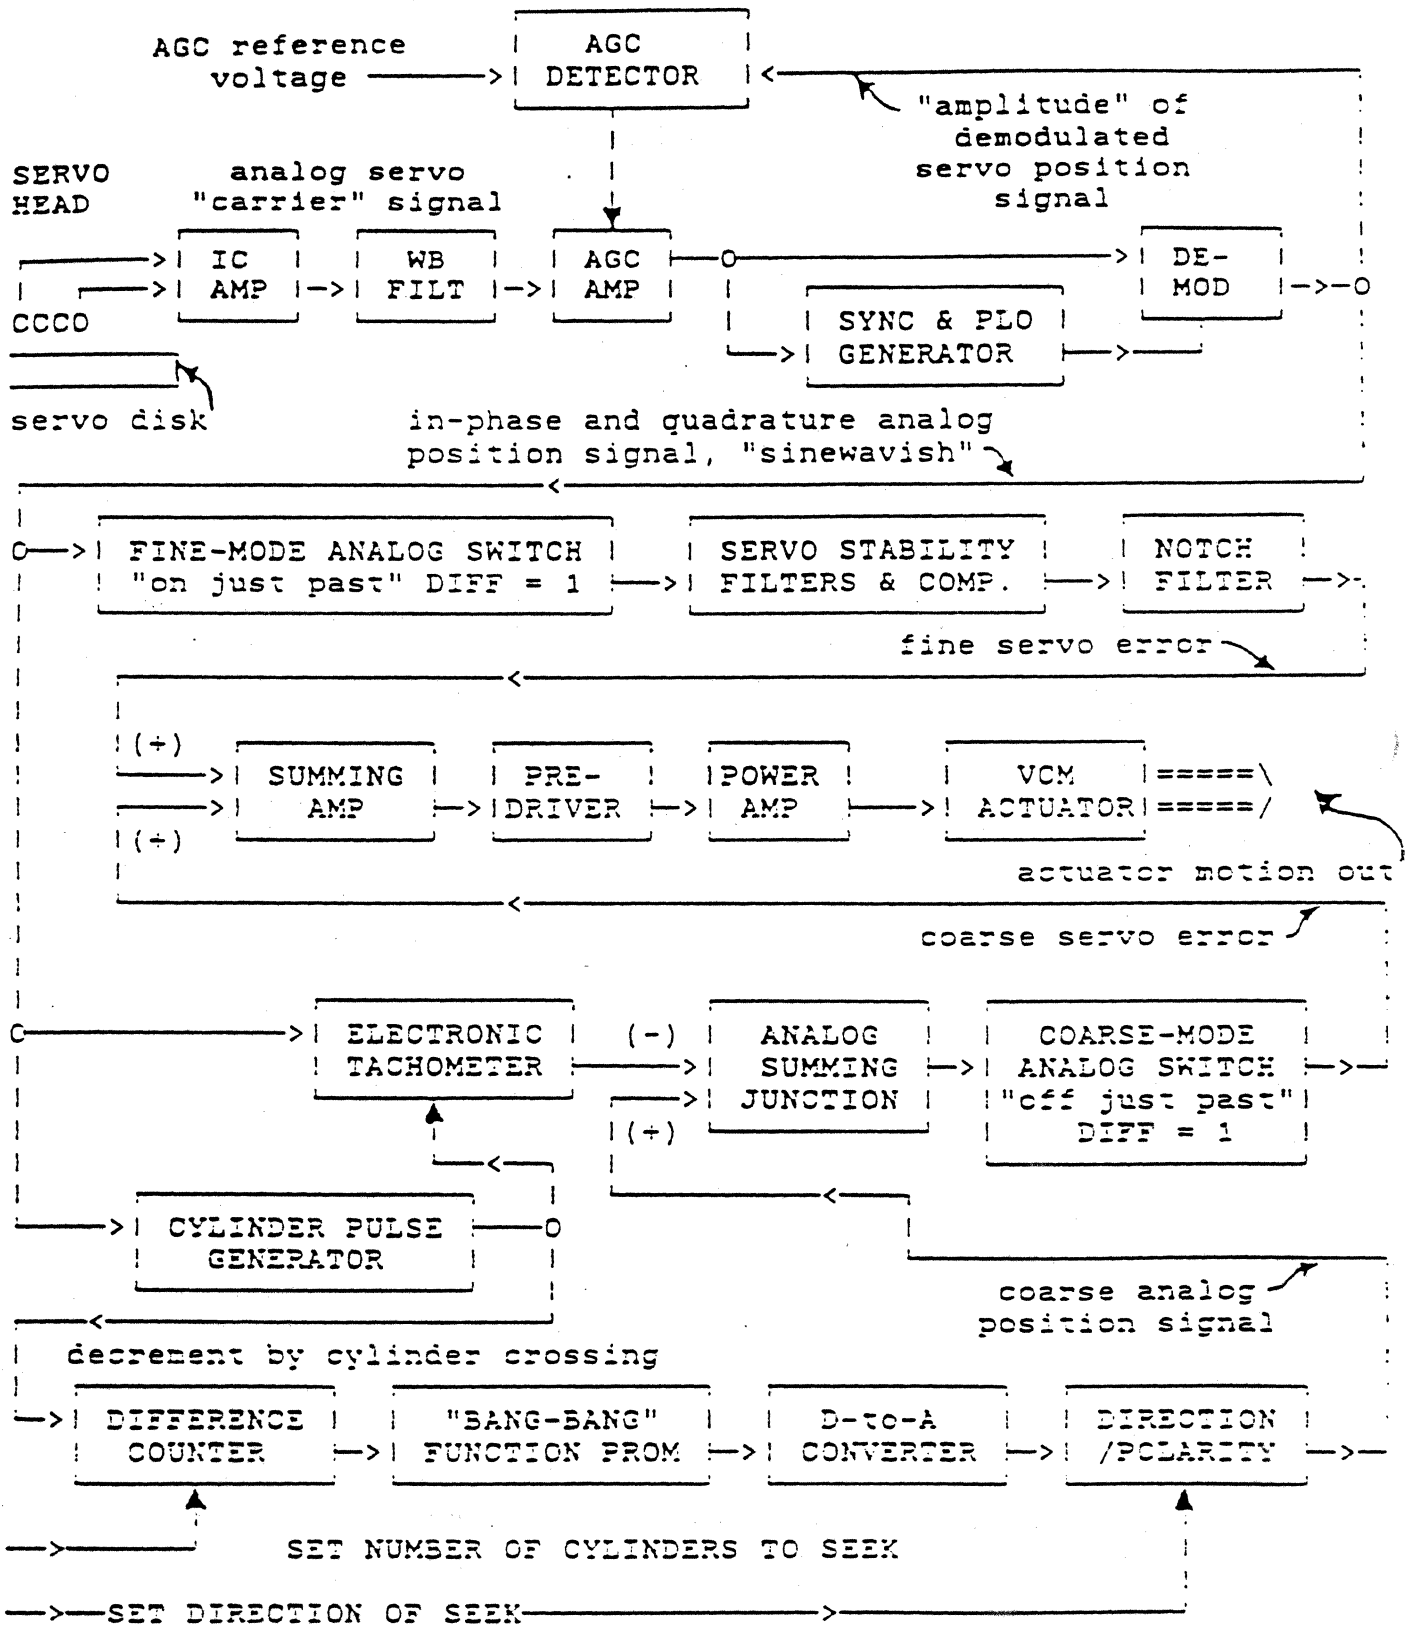 AGC reference
voltage
AGC
DETECTOR
"amplitude" of
demodulated
servo position
signal
SERVO
HEAD
analog servo
"carrier" signal
IC
AMP
WB
FILT
AGC
AMP
DE-
MOD
SYNC & PLO
GENERATOR
CCCO
servo disk
in-phase and quadrature analog
position signal, "sinewavish"
FINE-MODE ANALOG SWITCH
"on just past" DIFF = 1
SERVO STABILITY
FILTERS & COMP.
NOTCH
FILTER
fine servo error
(+)
SUMMING
AMP
(+)
PRE-
DRIVER
POWER
AMP
VCM
ACTUATOR
actuator motion out
coarse servo error
ELECTRONIC
TACHOMETER
(-)
(+)
ANALOG
SUMMING
JUNCTION
COARSE-MODE
ANALOG SWITCH
"off just past"
DIFF = 1
CYLINDER PULSE
GENERATOR
coarse analog
position signal
decrement by cylinder crossing
DIFFERENCE
COUNTER
"BANG-BANG"
FUNCTION PROM
D-to-A
CONVERTER
DIRECTION
/POLARITY
SET NUMBER OF CYLINDERS TO SEEK
SET DIRECTION OF SEEK